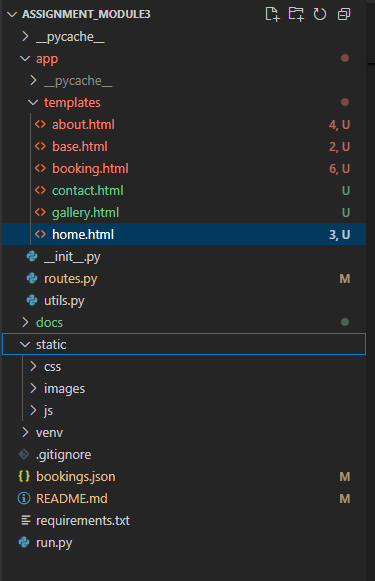 ASSIGNMENT_MODULE3
__pycache__
app
__pycache__
templates
about.html 4, U
base.html 2, U
booking.html 6, U
contact.html U
gallery.html U
home.html 3, U
__init__.py
routes.py M
utils.py
docs
static
css
images
js
venv
.gitignore
bookings.json M
README.md M
requirements.txt
run.py